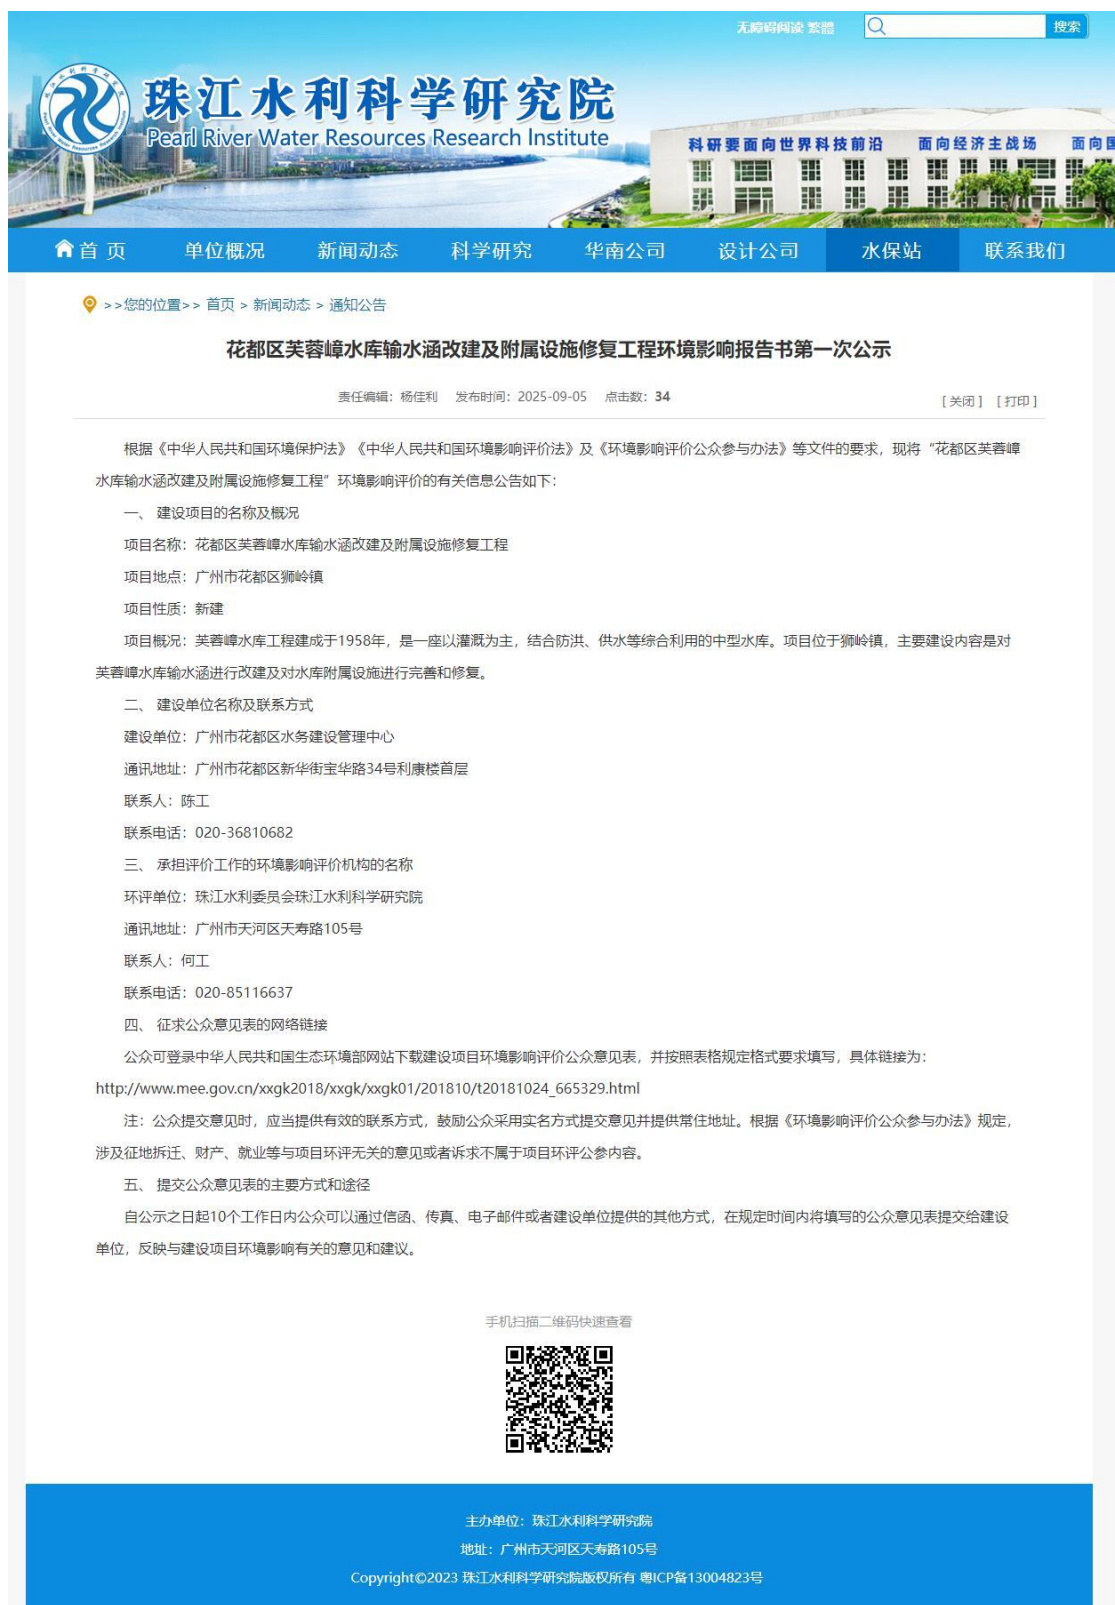 无障碍阅读 繁體
搜索
珠江水利科学研究院
Pearl River Water Resources Research Institute
科研要面向世界科技前沿 面向经济主战场 面向国
首 页 单位概况 新闻动态 科学研究 华南公司 设计公司 水保站 联系我们
>>您的位置>> 首页 > 新闻动态 > 通知公告
花都区芙蓉嶂水库输水涵改建及附属设施修复工程环境影响报告书第一次公示
责任编辑：杨佳利 发布时间：2025-09-05 点击数：34
[ 关闭 ] [ 打印 ]
根据《中华人民共和国环境保护法》《中华人民共和国环境影响评价法》及《环境影响评价公众参与办法》等文件的要求，现将“花都区芙蓉嶂
水库输水涵改建及附属设施修复工程”环境影响评价的有关信息公告如下：
一、 建设项目的名称及概况
项目名称：花都区芙蓉嶂水库输水涵改建及附属设施修复工程
项目地点：广州市花都区狮岭镇
项目性质：新建
项目概况：芙蓉嶂水库工程建成于1958年，是一座以灌溉为主，结合防洪、供水等综合利用的中型水库。项目位于狮岭镇，主要建设内容是对
芙蓉嶂水库输水涵进行改建及对水库附属设施进行完善和修复。
二、 建设单位名称及联系方式
建设单位：广州市花都区水务建设管理中心
通讯地址：广州市花都区新华街宝华路34号利康楼首层
联系人：陈工
联系电话：020-36810682
三、 承担评价工作的环境影响评价机构的名称
环评单位：珠江水利委员会珠江水利科学研究院
通讯地址：广州市天河区天寿路105号
联系人：何工
联系电话：020-85116637
四、 征求公众意见表的网络链接
公众可登录中华人民共和国生态环境部网站下载建设项目环境影响评价公众意见表，并按照表格规定格式要求填写，具体链接为：
http://www.mee.gov.cn/xxgk2018/xxgk/xxgk01/201810/t20181024_665329.html
注：公众提交意见时，应当提供有效的联系方式，鼓励公众采用实名方式提交意见并提供常住地址。根据《环境影响评价公众参与办法》规定，
涉及征地拆迁、财产、就业等与项目环评无关的意见或者诉求不属于项目环评公参内容。
五、 提交公众意见表的主要方式和途径
自公示之日起10个工作日内公众可以通过信函、传真、电子邮件或者建设单位提供的其他方式，在规定时间内将填写的公众意见表提交给建设
单位，反映与建设项目环境影响有关的意见和建议。
手机扫描二维码快速查看
主办单位：珠江水利科学研究院
地址：广州市天河区天寿路105号
Copyright©2023 珠江水利科学研究院版权所有 粤ICP备13004823号